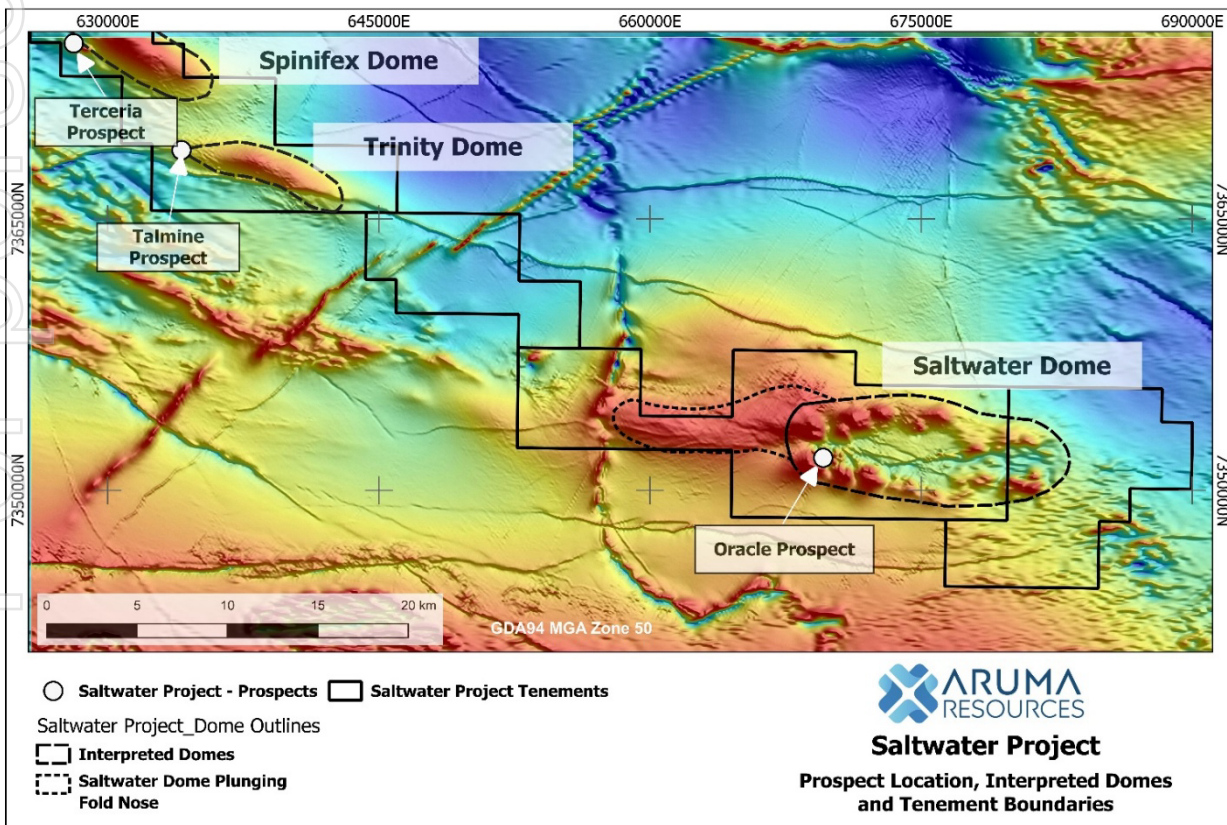 630000E 645000E 660000E 675000E 690000E
Spinifex Dome
Terceria
Prospect
Trinity Dome
7365000N
7365000N
Talmine
Prospect
Saltwater Dome
7350000N
7350000N
Oracle Prospect
0 5 10 15 20 km
GDA94 MGA Zone 50
Saltwater Project - Prospects Saltwater Project Tenements
Saltwater Project_Dome Outlines
Interpreted Domes
Saltwater Dome Plunging
Fold Nose
ARUMA
RESOURCES
Saltwater Project
Prospect Location, Interpreted Domes
and Tenement Boundaries